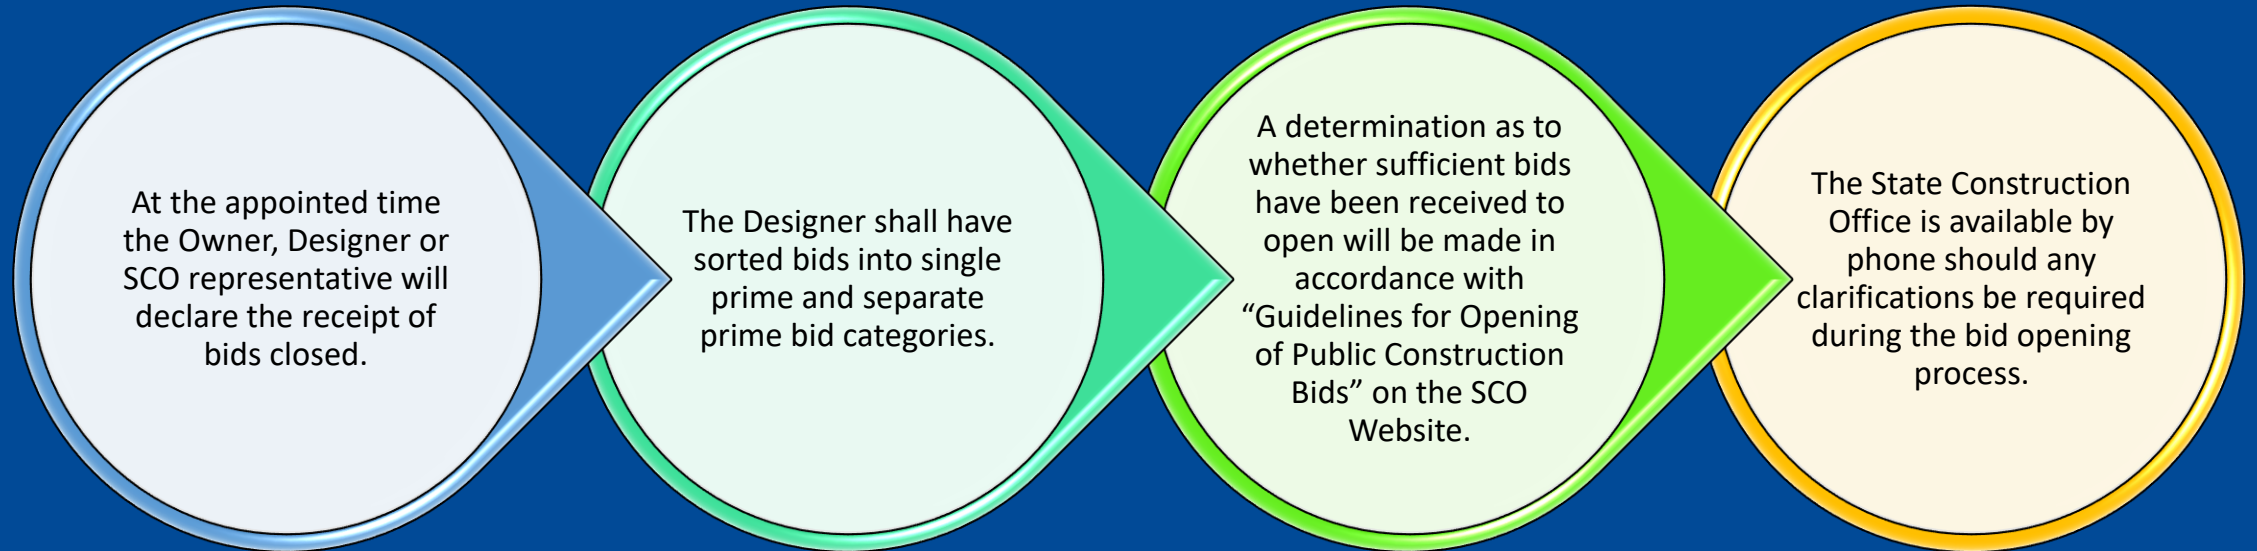 At the appointed time
the Owner, Designer or
SCO representative will
declare the receipt of
bids closed.
The Designer shall have
sorted bids into single
prime and separate
prime bid categories.
A determination as to
whether sufficient bids
have been received to
open will be made in
accordance with
“Guidelines for Opening
of Public Construction
Bids” on the SCO
Website.
The State Construction
Office is available by
phone should any
clarifications be required
during the bid opening
process.